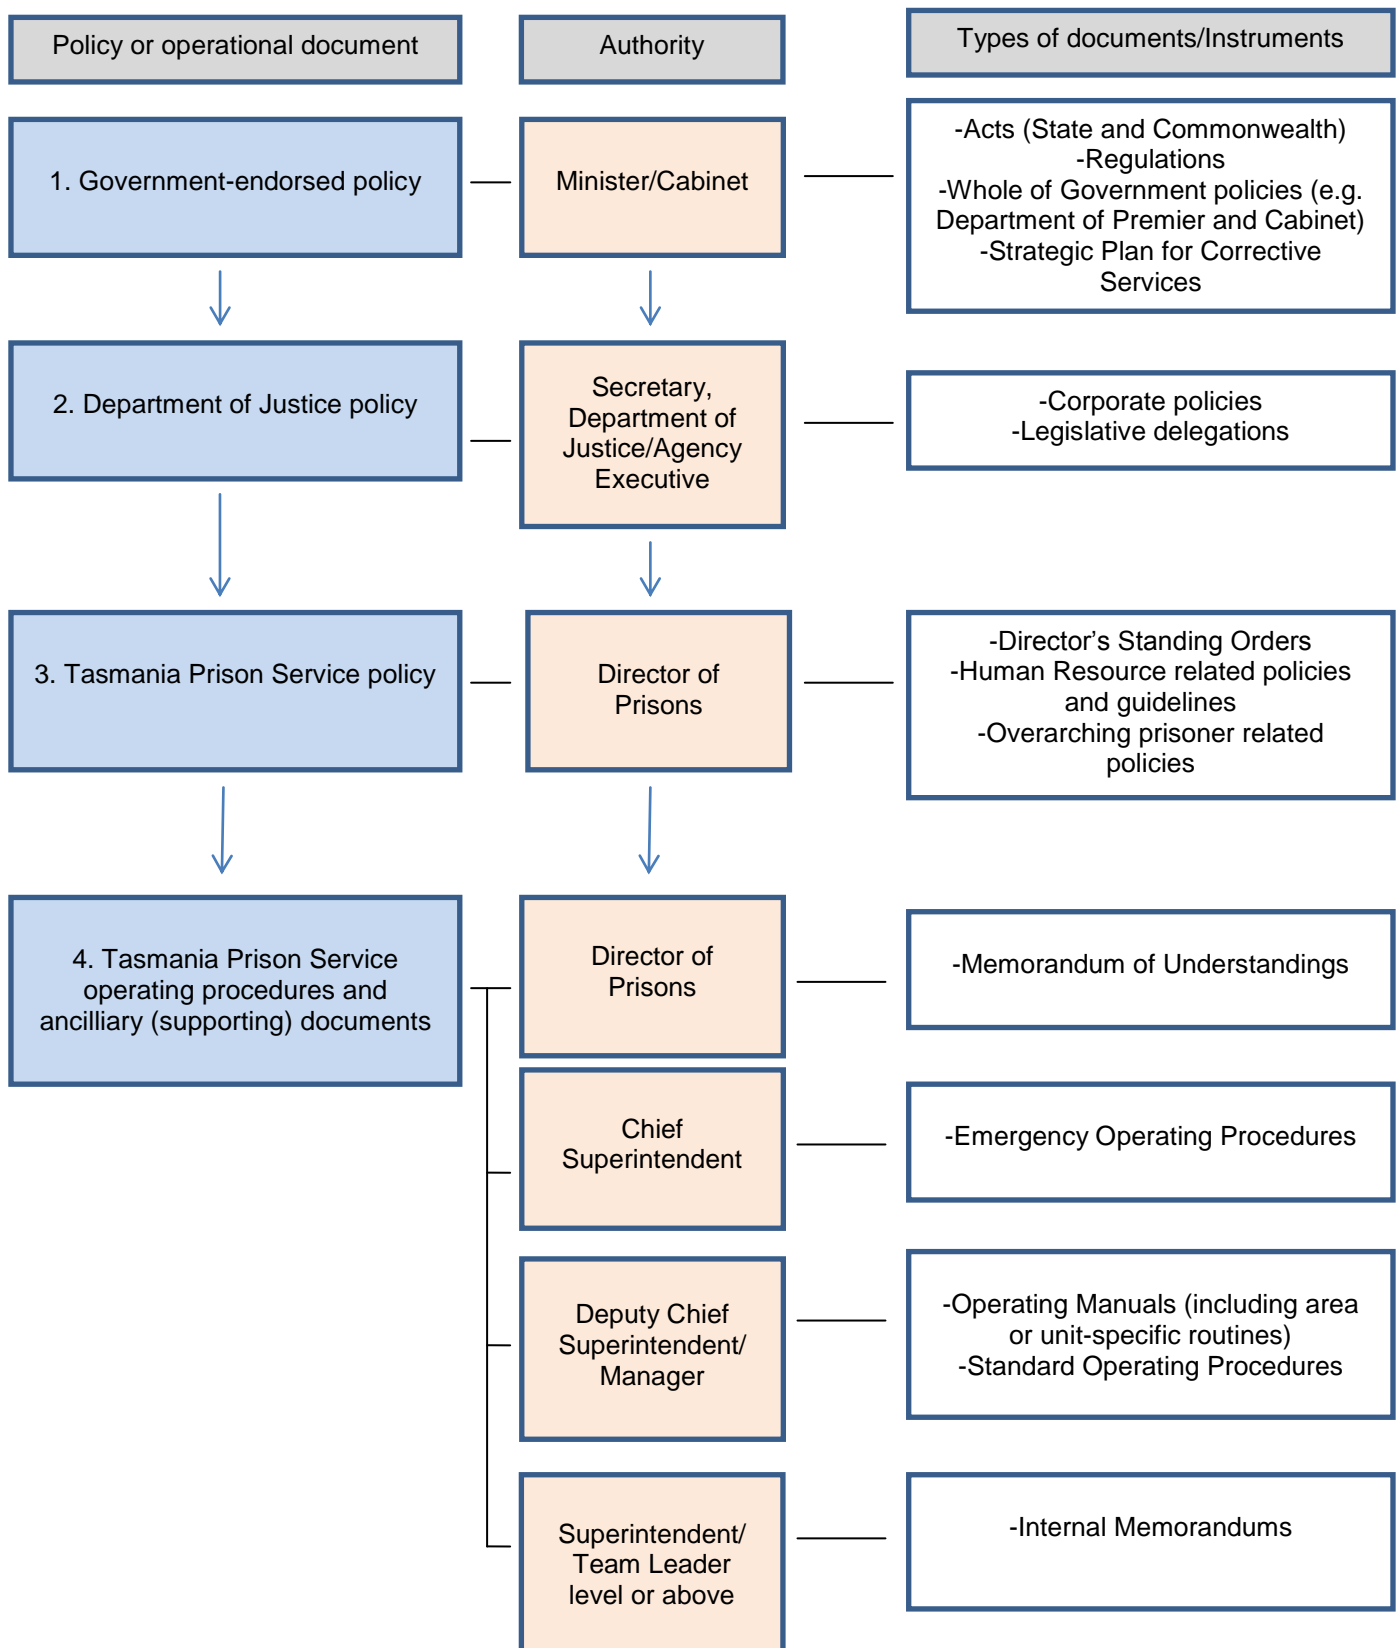 Policy or operational document
Authority
Types of documents/Instruments
1. Government-endorsed policy
Minister/Cabinet
-Acts (State and Commonwealth)
-Regulations
-Whole of Government policies (e.g.
Department of Premier and Cabinet)
-Strategic Plan for Corrective
Services
2. Department of Justice policy
Secretary,
Department of
Justice/Agency
Executive
-Corporate policies
-Legislative delegations
3. Tasmania Prison Service policy
Director of
Prisons
-Director’s Standing Orders
-Human Resource related policies
and guidelines
-Overarching prisoner related
policies
4. Tasmania Prison Service
operating procedures and
ancilliary (supporting) documents
Director of
Prisons
-Memorandum of Understandings
Chief
Superintendent
-Emergency Operating Procedures
Deputy Chief
Superintendent/
Manager
-Operating Manuals (including area
or unit-specific routines)
-Standard Operating Procedures
Superintendent/
Team Leader
level or above
-Internal Memorandums